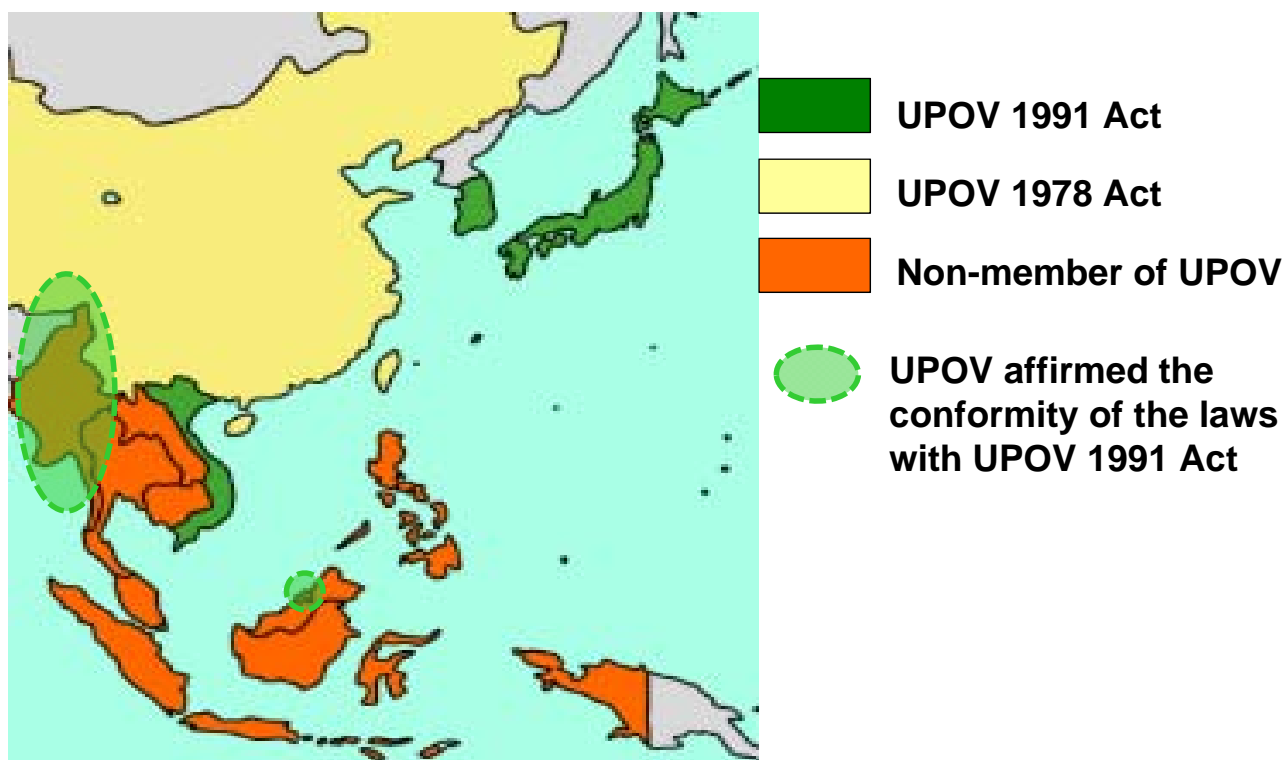 UPOV 1991 Act
UPOV 1978 Act
Non-member of UPOV
UPOV affirmed the
conformity of the laws
with UPOV 1991 Act